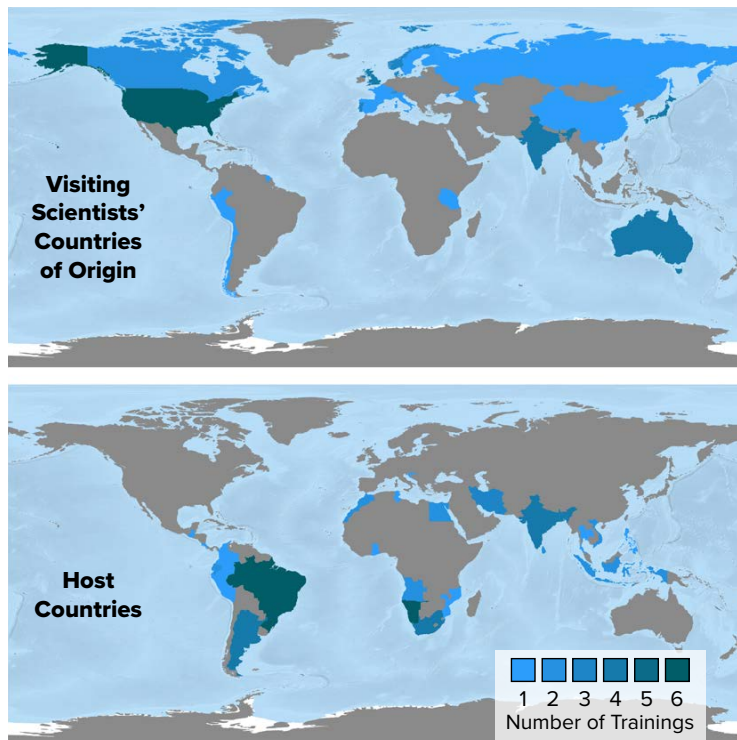 Visiting
Scientists’
Countries
of Origin
Host
Countries
1 2 3 4 5 6
Number of Trainings